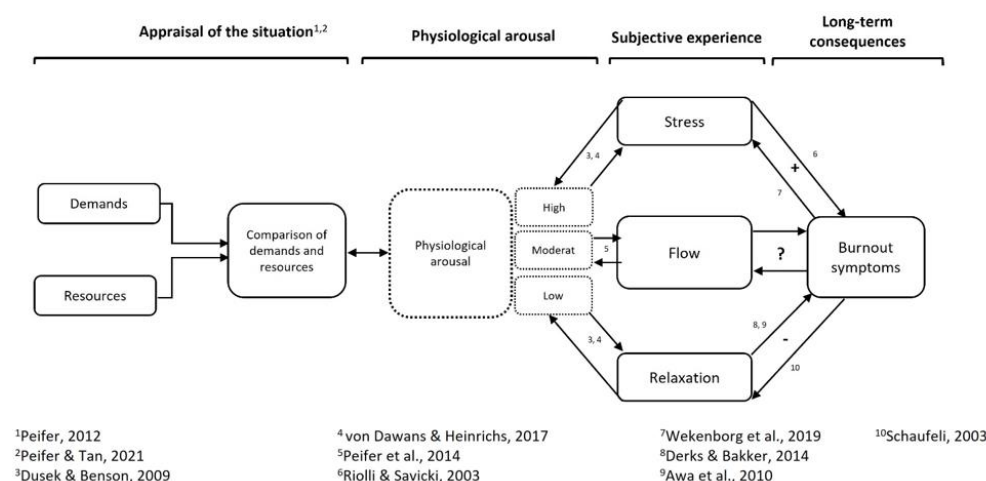 Appraisal of the situation1,2
Physiological arousal
Subjective experience
Long-term
consequences
Demands
Resources
Comparison of
demands and
resources
Physiological
arousal
High
Moderat
Low
3, 4
5
3, 4
Stress
Flow
Relaxation
6
+
7
?
8, 9
-
10
Burnout
symptoms
1Peifer, 2012
2Peifer & Tan, 2021
3Dusek & Benson, 2009
4 von Dawans & Heinrichs, 2017
5Peifer et al., 2014
6Riolli & Savicki, 2003
7Wekenborg et al., 2019
8Derks & Bakker, 2014
9Awa et al., 2010
10Schaufeli, 2003